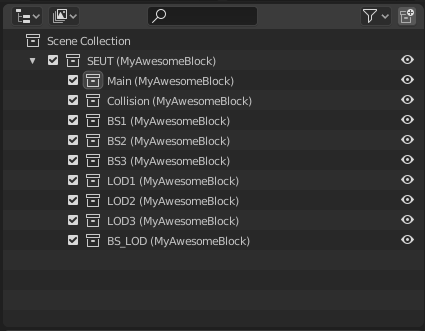 Scene Collection
SEUT (MyAwesomeBlock)
Main (MyAwesomeBlock)
Collision (MyAwesomeBlock)
BS1 (MyAwesomeBlock)
BS2 (MyAwesomeBlock)
BS3 (MyAwesomeBlock)
LOD1 (MyAwesomeBlock)
LOD2 (MyAwesomeBlock)
LOD3 (MyAwesomeBlock)
BS_LOD (MyAwesomeBlock)